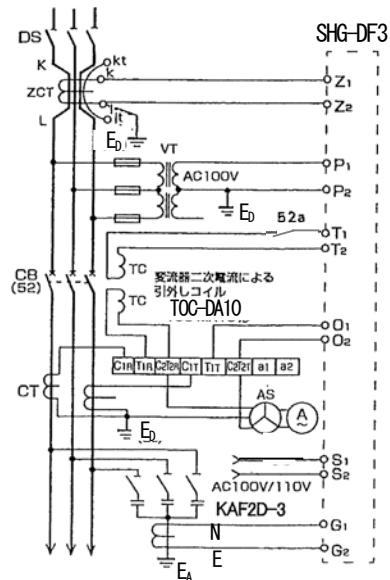 DS
SHG-DF3
K
kt
k
Z1
ZCT
l
Z2
L
lt
ED
VT
P1
AC100V
P2
ED
52a
T1
T2
TC
変流器二次電流による
引外しコイル
CB
(52)
TC
TOC-DA10
O1
O2
C1R T1R C2T2R C1T T1T C2T2T a1 a2
CT
AS
A
ED
S1
S2
AC100V/110V
KAF2D-3
N
G1
E
G2
EA